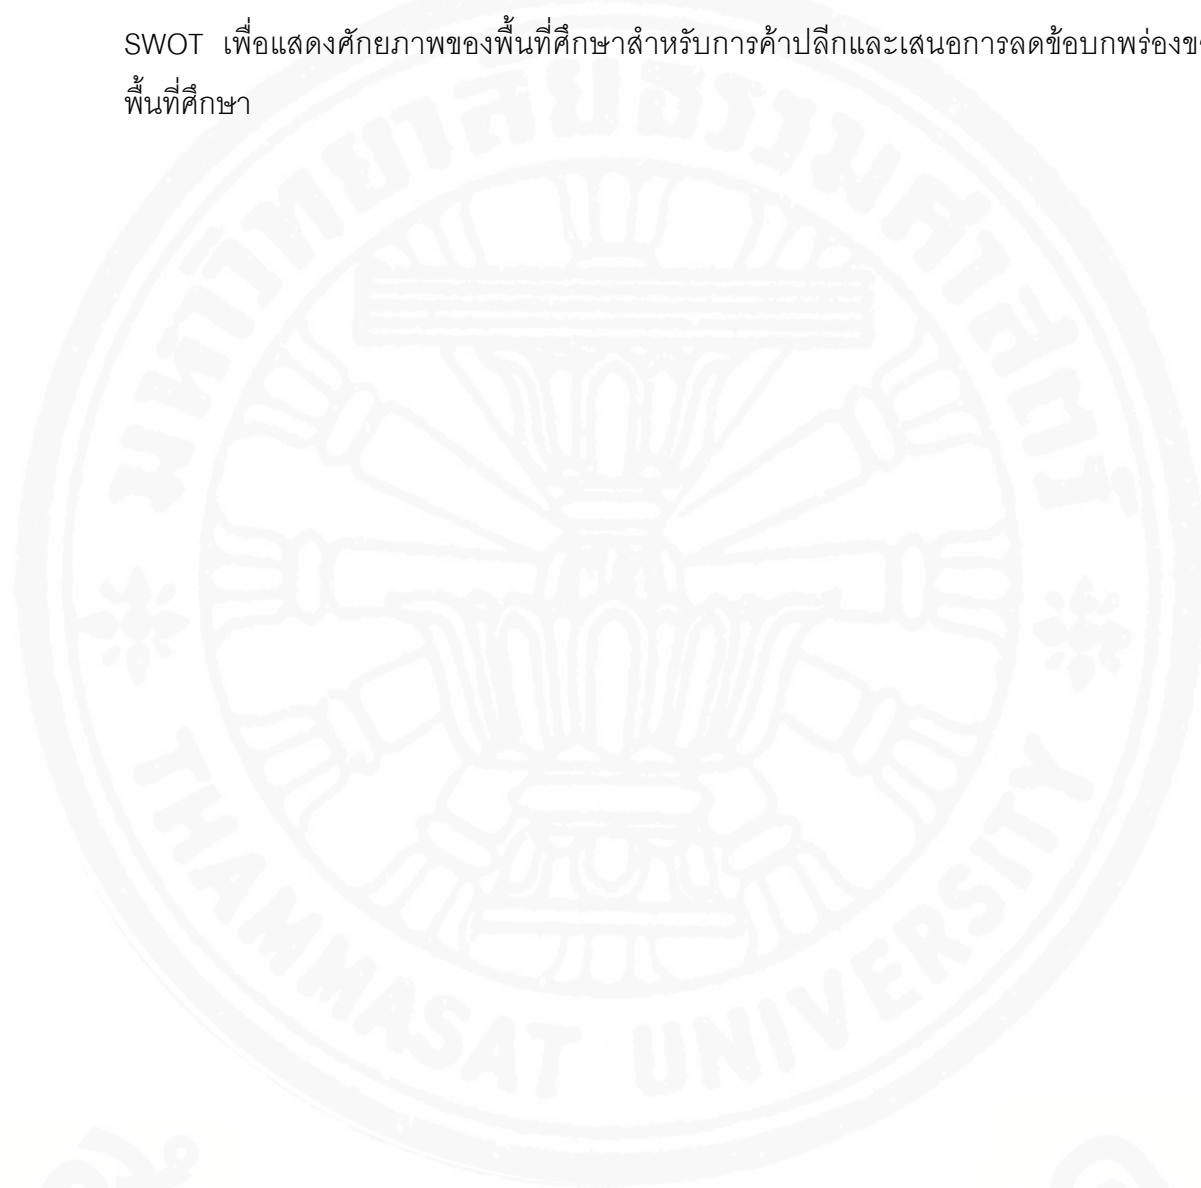 SWOT เพื่อแสดงศักยภาพของพื้นที่ศึกษาสำหรับการค้าปลีกและเสนอการลดข้อบกพร่อง
พื้นที่ศึกษา
มหาวิทยาลัยธรรมศาสตร์
THAMMASAT UNIVERSITY